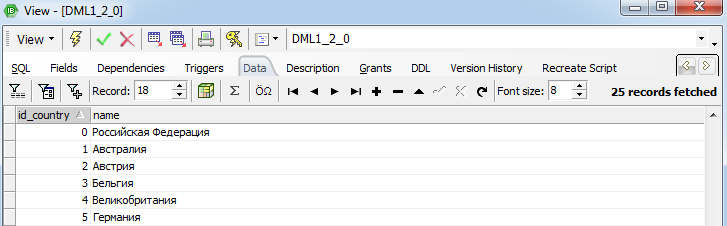 View - [DML1_2_0]
View DML1_2_0
SQL Fields Dependencies Triggers Data Description Grants DDL Version History Recreate Script
Record: 18 Σ ÖΩ Font size: 8 25 records fetched
id_country name
0 Российская Федерация
1 Австралия
2 Австрия
3 Бельгия
4 Великобритания
5 Германия